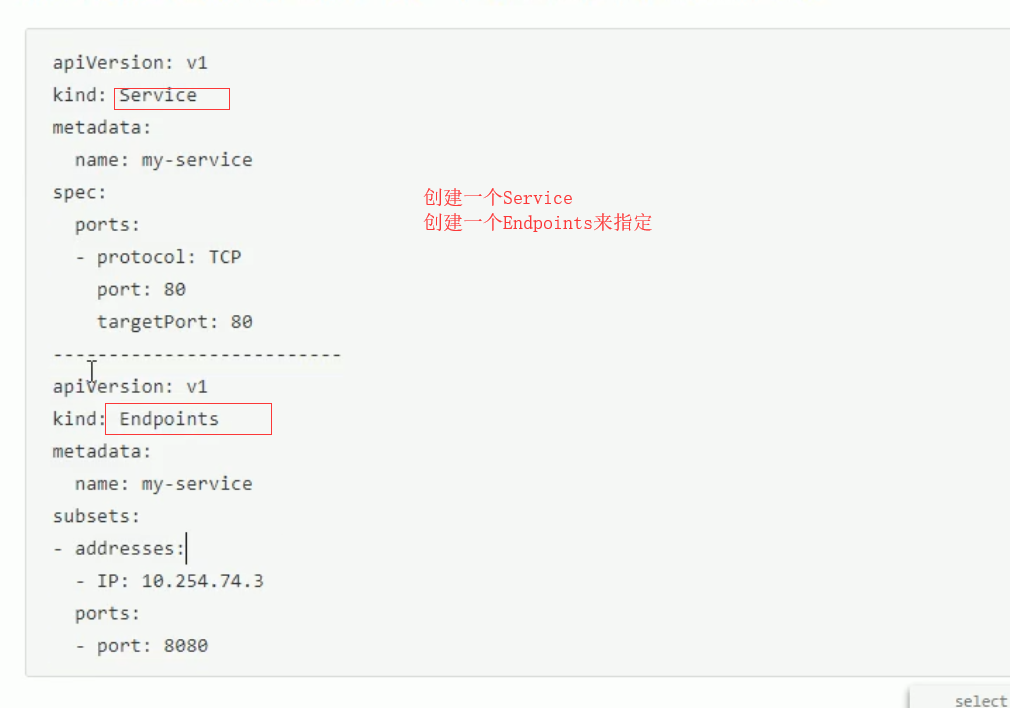 apiVersion: v1
kind: Service
metadata:
  name: my-service
spec:
  ports:
  - protocol: TCP
    port: 80
    targetPort: 80
--------------------------
apiVersion: v1
kind: Endpoints
metadata:
  name: my-service
subsets:
- addresses:
  - IP: 10.254.74.3
  ports:
  - port: 8080
创建一个Service
创建一个Endpoints来指定
select